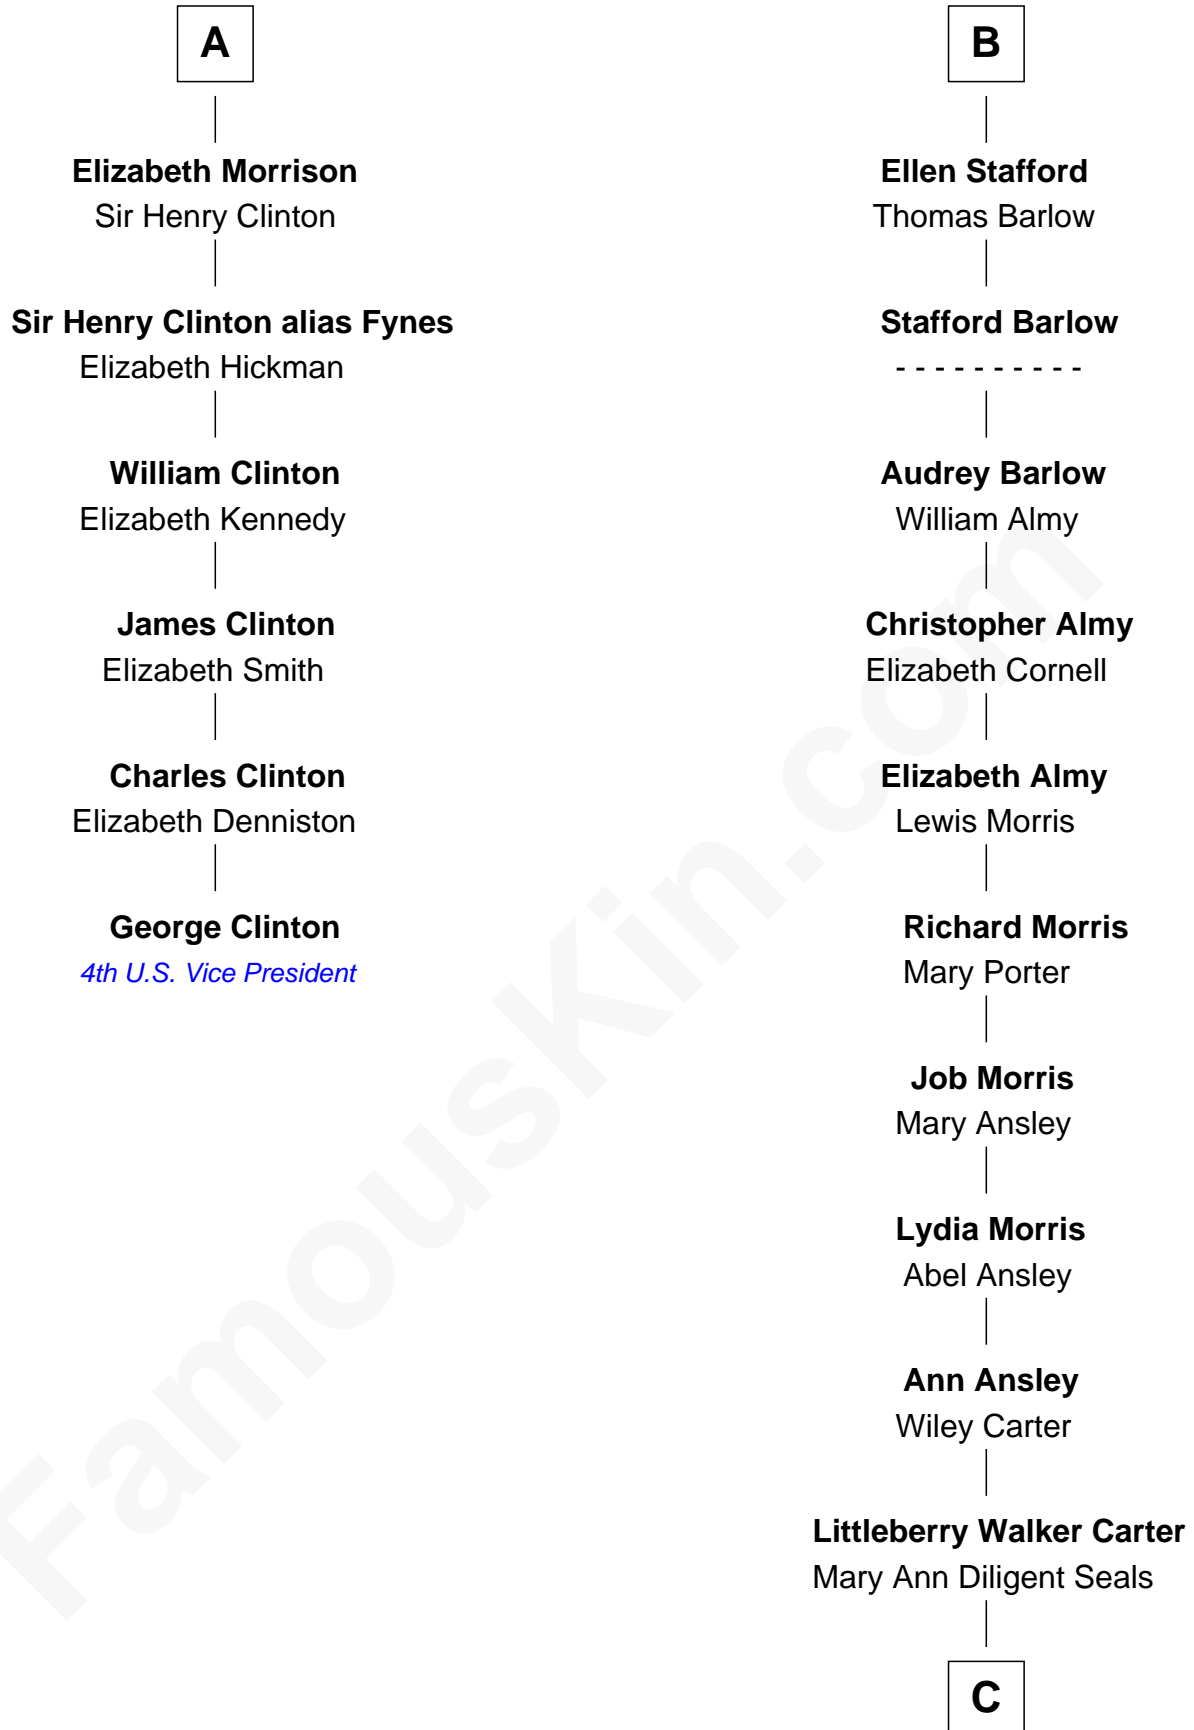 A
Elizabeth Morrison
Sir Henry Clinton
Sir Henry Clinton alias Fynes
Elizabeth Hickman
William Clinton
Elizabeth Kennedy
James Clinton
Elizabeth Smith
Charles Clinton
Elizabeth Denniston
George Clinton
4th U.S. Vice President
B
Ellen Stafford
Thomas Barlow
Stafford Barlow
- - - - - - - - - -
Audrey Barlow
William Almy
Christopher Almy
Elizabeth Cornell
Elizabeth Almy
Lewis Morris
Richard Morris
Mary Porter
Job Morris
Mary Ansley
Lydia Morris
Abel Ansley
Ann Ansley
Wiley Carter
Littleberry Walker Carter
Mary Ann Diligent Seals
C
FamousKin.com